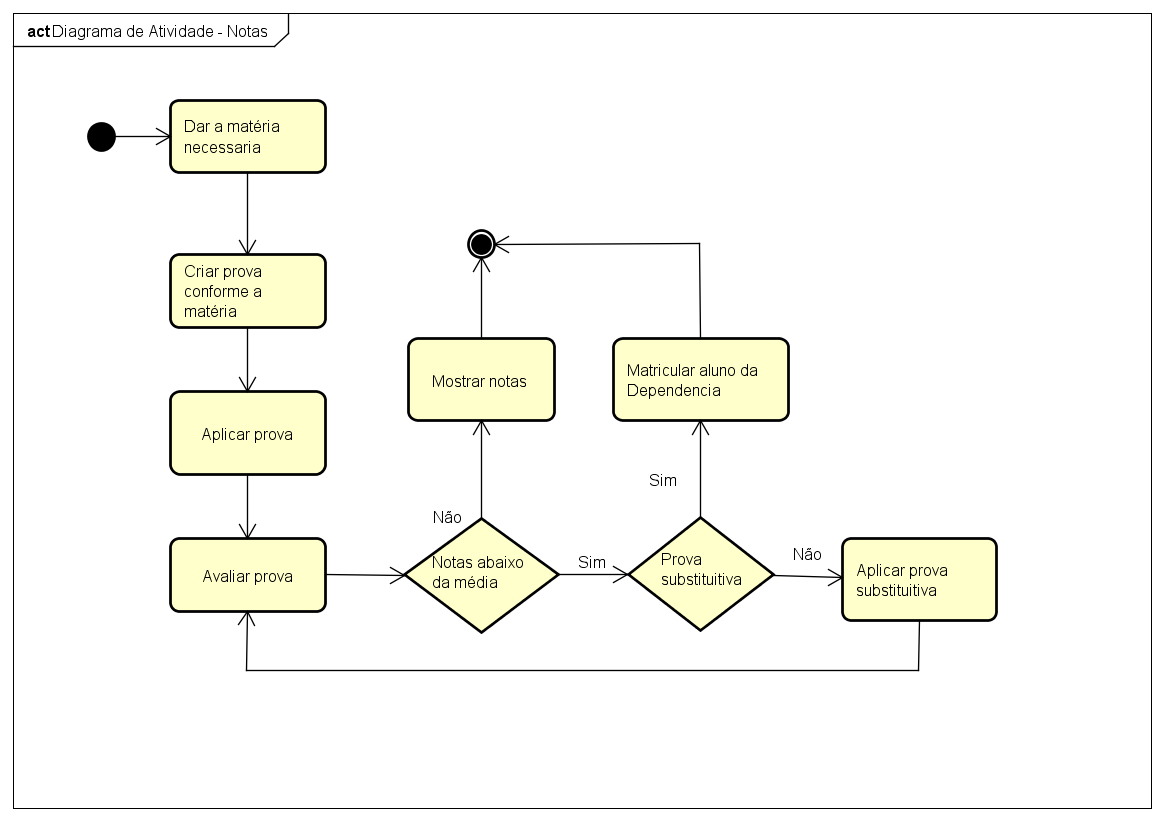 act Diagrama de Atividade - Notas
Dar a matéria
necessaria
Criar prova
conforme a
matéria
Aplicar prova
Avaliar prova
Mostrar notas
Matricular aluno da
Dependencia
Sim
Não
Notas abaixo
da média
Sim
Prova
substituitiva
Não
Aplicar prova
substituitiva